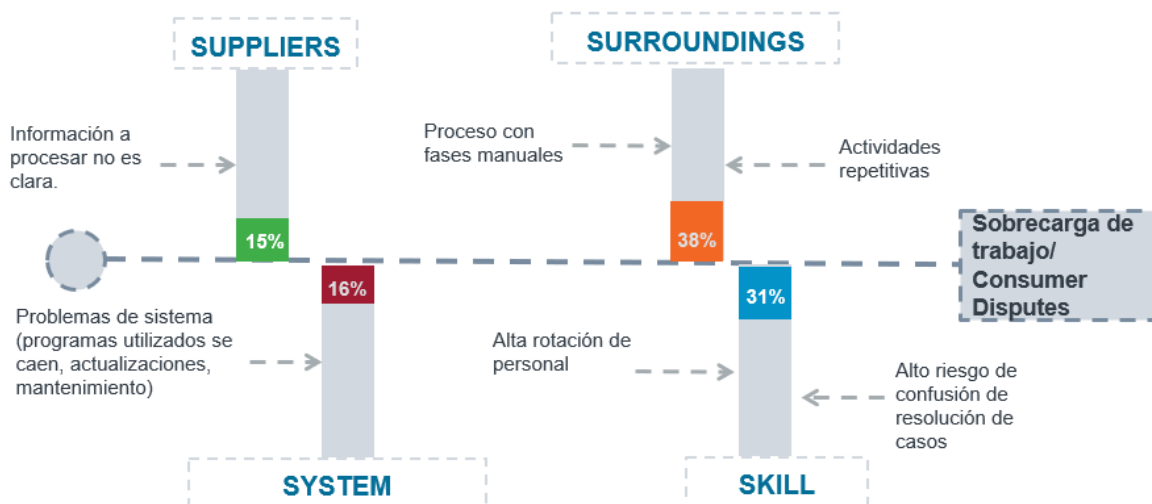 SUPPLIERS
SURROUNDINGS
Información a
procesar no es
clara.
Proceso con
fases manuales
Actividades
repetitivas
15%
38%
Sobrecarga de
trabajo/
Consumer
Disputes
16%
31%
Problemas de sistema
(programas utilizados se
caen, actualizaciones,
mantenimiento)
Alta rotación de
personal
Alto riesgo de
confusión de
resolución de
casos
SYSTEM
SKILL